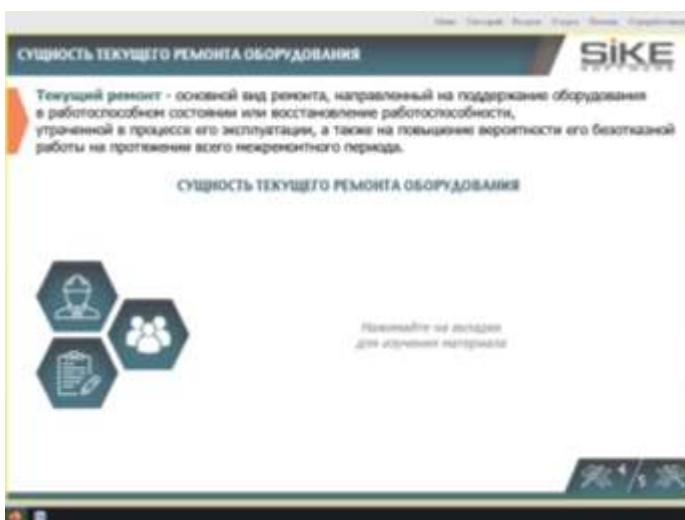 СУЩНОСТЬ ТЕКУЩЕГО РЕМОНТА ОБОРУДОВАНИЯ
SiKE
SOFTWARE
Текущий ремонт - основной вид ремонта, направленный на поддержание оборудования
в работоспособном состоянии или восстановление работоспособности,
утраченной в процессе его эксплуатации, а также на повышение вероятности его безотказной
работы на протяжении всего межремонтного периода.
СУЩНОСТЬ ТЕКУЩЕГО РЕМОНТА ОБОРУДОВАНИЯ
Нажимайте на вкладки
для изучения материала
4/5